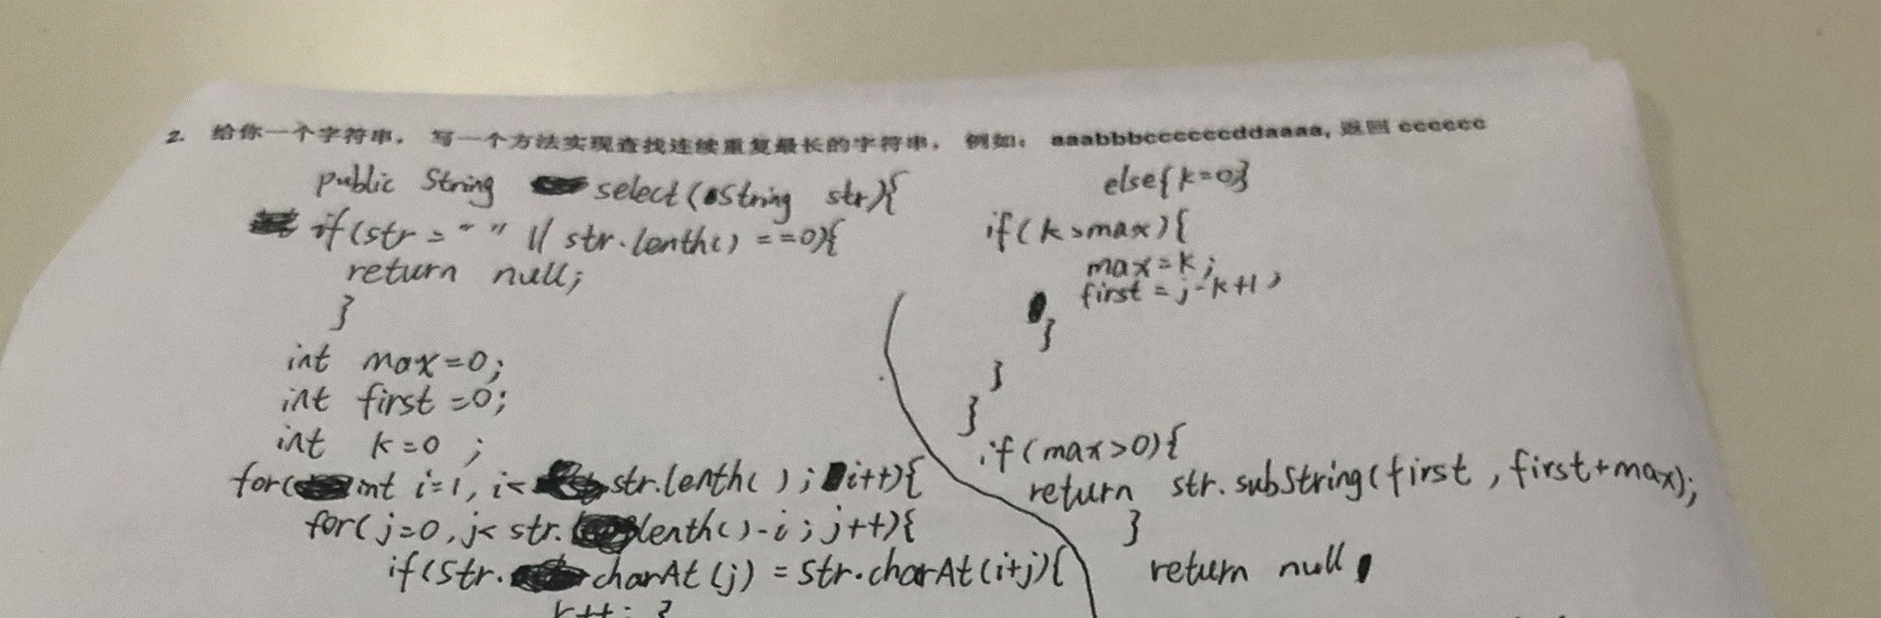 2. 给你一个字符串， 写一个方法实现查找连续重复最长的字符串， 例如： aaabbbccccccddaaaa, 返回 cccccc
public String select(String str){
if(str = " " || str.lenth() ==0){
return null;
}
int max=0;
int first =0;
int k=0 ;
for(int i=1, i< str.lenth( ) ; i++){
for( j=0 , j< str.lenth()-i ; j++){
if(Str.charAt(j) = Str.charAt(i+j){
k++; }
else{k=0}
if( k>max){
max=k;
first = j-k+1 ;
}
}
}
if(max>0){
return str.subString(first , first+max);
}
return null